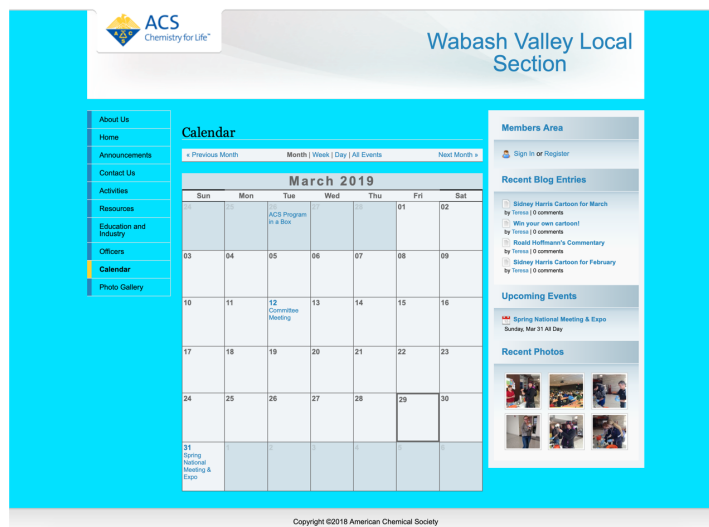 ACS
Chemistry for Life™
Wabash Valley Local
Section
About Us
Home
Announcements
Contact Us
Activities
Resources
Education and
Industry
Officers
Calendar
Photo Gallery
Calendar
« Previous Month
Month | Week | Day | All Events
Next Month »
March 2019
Sun Mon Tue Wed Thu Fri Sat
24 25 26 27 28 01 02
ACS Program
in a Box
03 04 05 06 07 08 09
10 11 12 13 14 15 16
Committee
Meeting
17 18 19 20 21 22 23
24 25 26 27 28 29 30
31 1 2 3 4 5 6
Spring
National
Meeting &
Expo
Members Area
Sign In or Register
Recent Blog Entries
Sidney Harris Cartoon for March
by Teresa | 0 comments
Win your own cartoon!
by Teresa | 0 comments
Roald Hoffmann's Commentary
by Teresa | 0 comments
Sidney Harris Cartoon for February
by Teresa | 0 comments
Upcoming Events
Spring National Meeting & Expo
Sunday, Mar 31 All Day
Recent Photos
Copyright ©2018 American Chemical Society